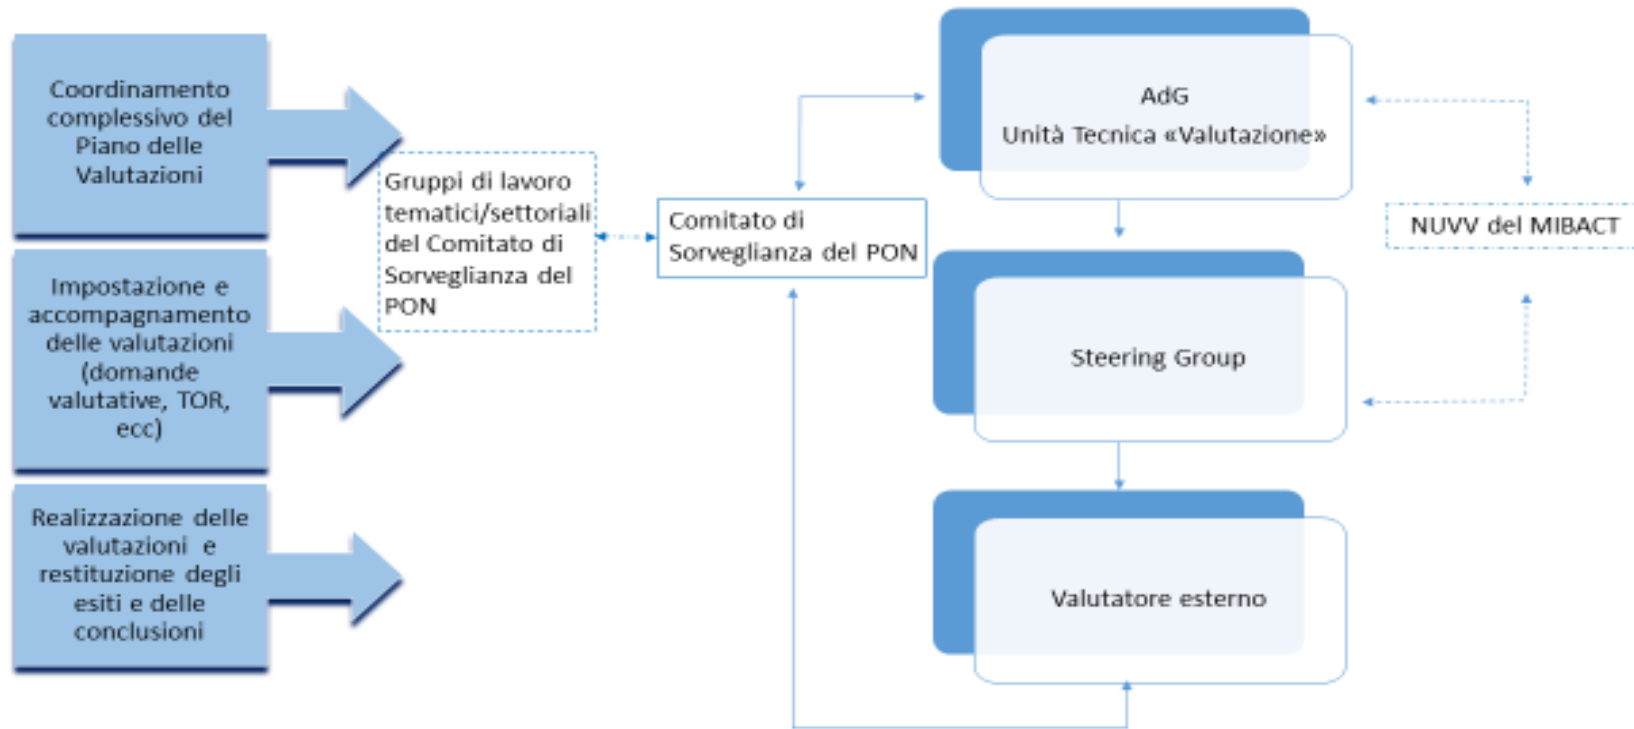 Coordinamento
complessivo del
Piano delle
Valutazioni
Impostazione e
accompagnamento
delle valutazioni
(domande
valutative, TOR,
ecc)
Realizzazione delle
valutazioni e
restituzione degli
esiti e delle
conclusioni
Gruppi di lavoro
tematici/settoriali
del Comitato di
Sorveglianza del
PON
Comitato di
Sorveglianza del PON
AdG
Unità Tecnica «Valutazione»
Steering Group
Valutatore esterno
NUVV del MIBACT